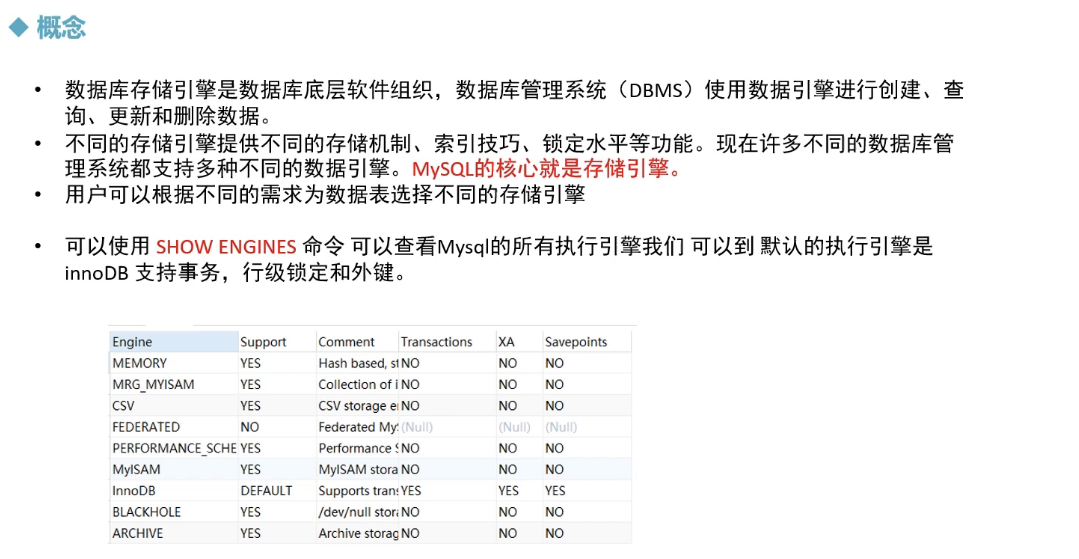 概念
• 数据库存储引擎是数据库底层软件组织，数据库管理系统（DBMS）使用数据引擎进行创建、查
询、更新和删除数据。
• 不同的存储引擎提供不同的存储机制、索引技巧、锁定水平等功能。现在许多不同的数据库管
理系统都支持多种不同的数据引擎。MySQL的核心就是存储引擎。
• 用户可以根据不同的需求为数据表选择不同的存储引擎
• 可以使用 SHOW ENGINES 命令 可以查看Mysql的所有执行引擎我们 可以到 默认的执行引擎是
innoDB 支持事务，行级锁定和外键。
Engine Support Comment Transactions XA Savepoints
MEMORY YES Hash based, st NO NO NO
MRG_MYISAM YES Collection of i NO NO NO
CSV YES CSV storage e NO NO NO
FEDERATED NO Federated My (Null) (Null) (Null)
PERFORMANCE_SCHE YES Performance S NO NO NO
MyISAM YES MyISAM stora NO NO NO
InnoDB DEFAULT Supports trans YES YES YES
BLACKHOLE YES /dev/null stor NO NO NO
ARCHIVE YES Archive storag NO NO NO